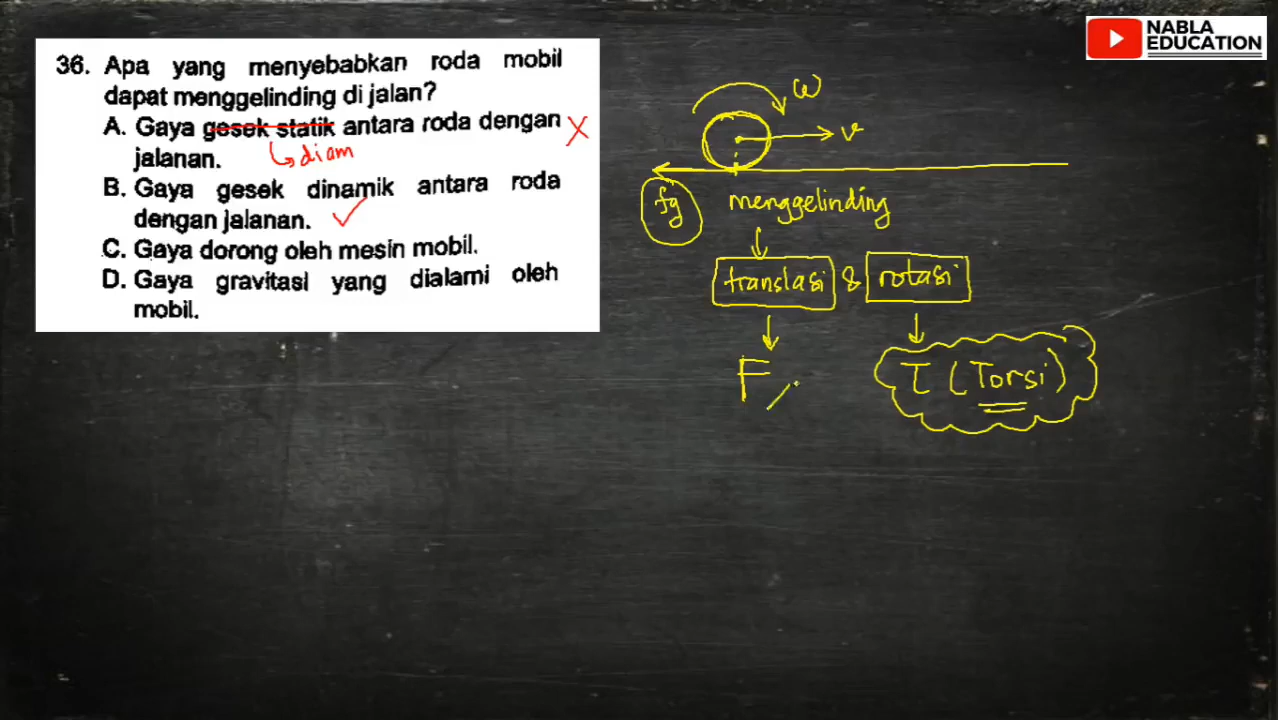 NABLA
EDUCATION
36. Apa yang menyebabkan roda mobil
dapat menggelinding di jalan?
A. Gaya gesek statik antara roda dengan
jalanan.
diam
B. Gaya gesek dinamik antara roda
dengan jalanan.
C. Gaya dorong oleh mesin mobil.
D. Gaya gravitasi yang dialami oleh
mobil.
ω
v
fg
menggelinding
translasi & rotasi
F
τ (Torsi)